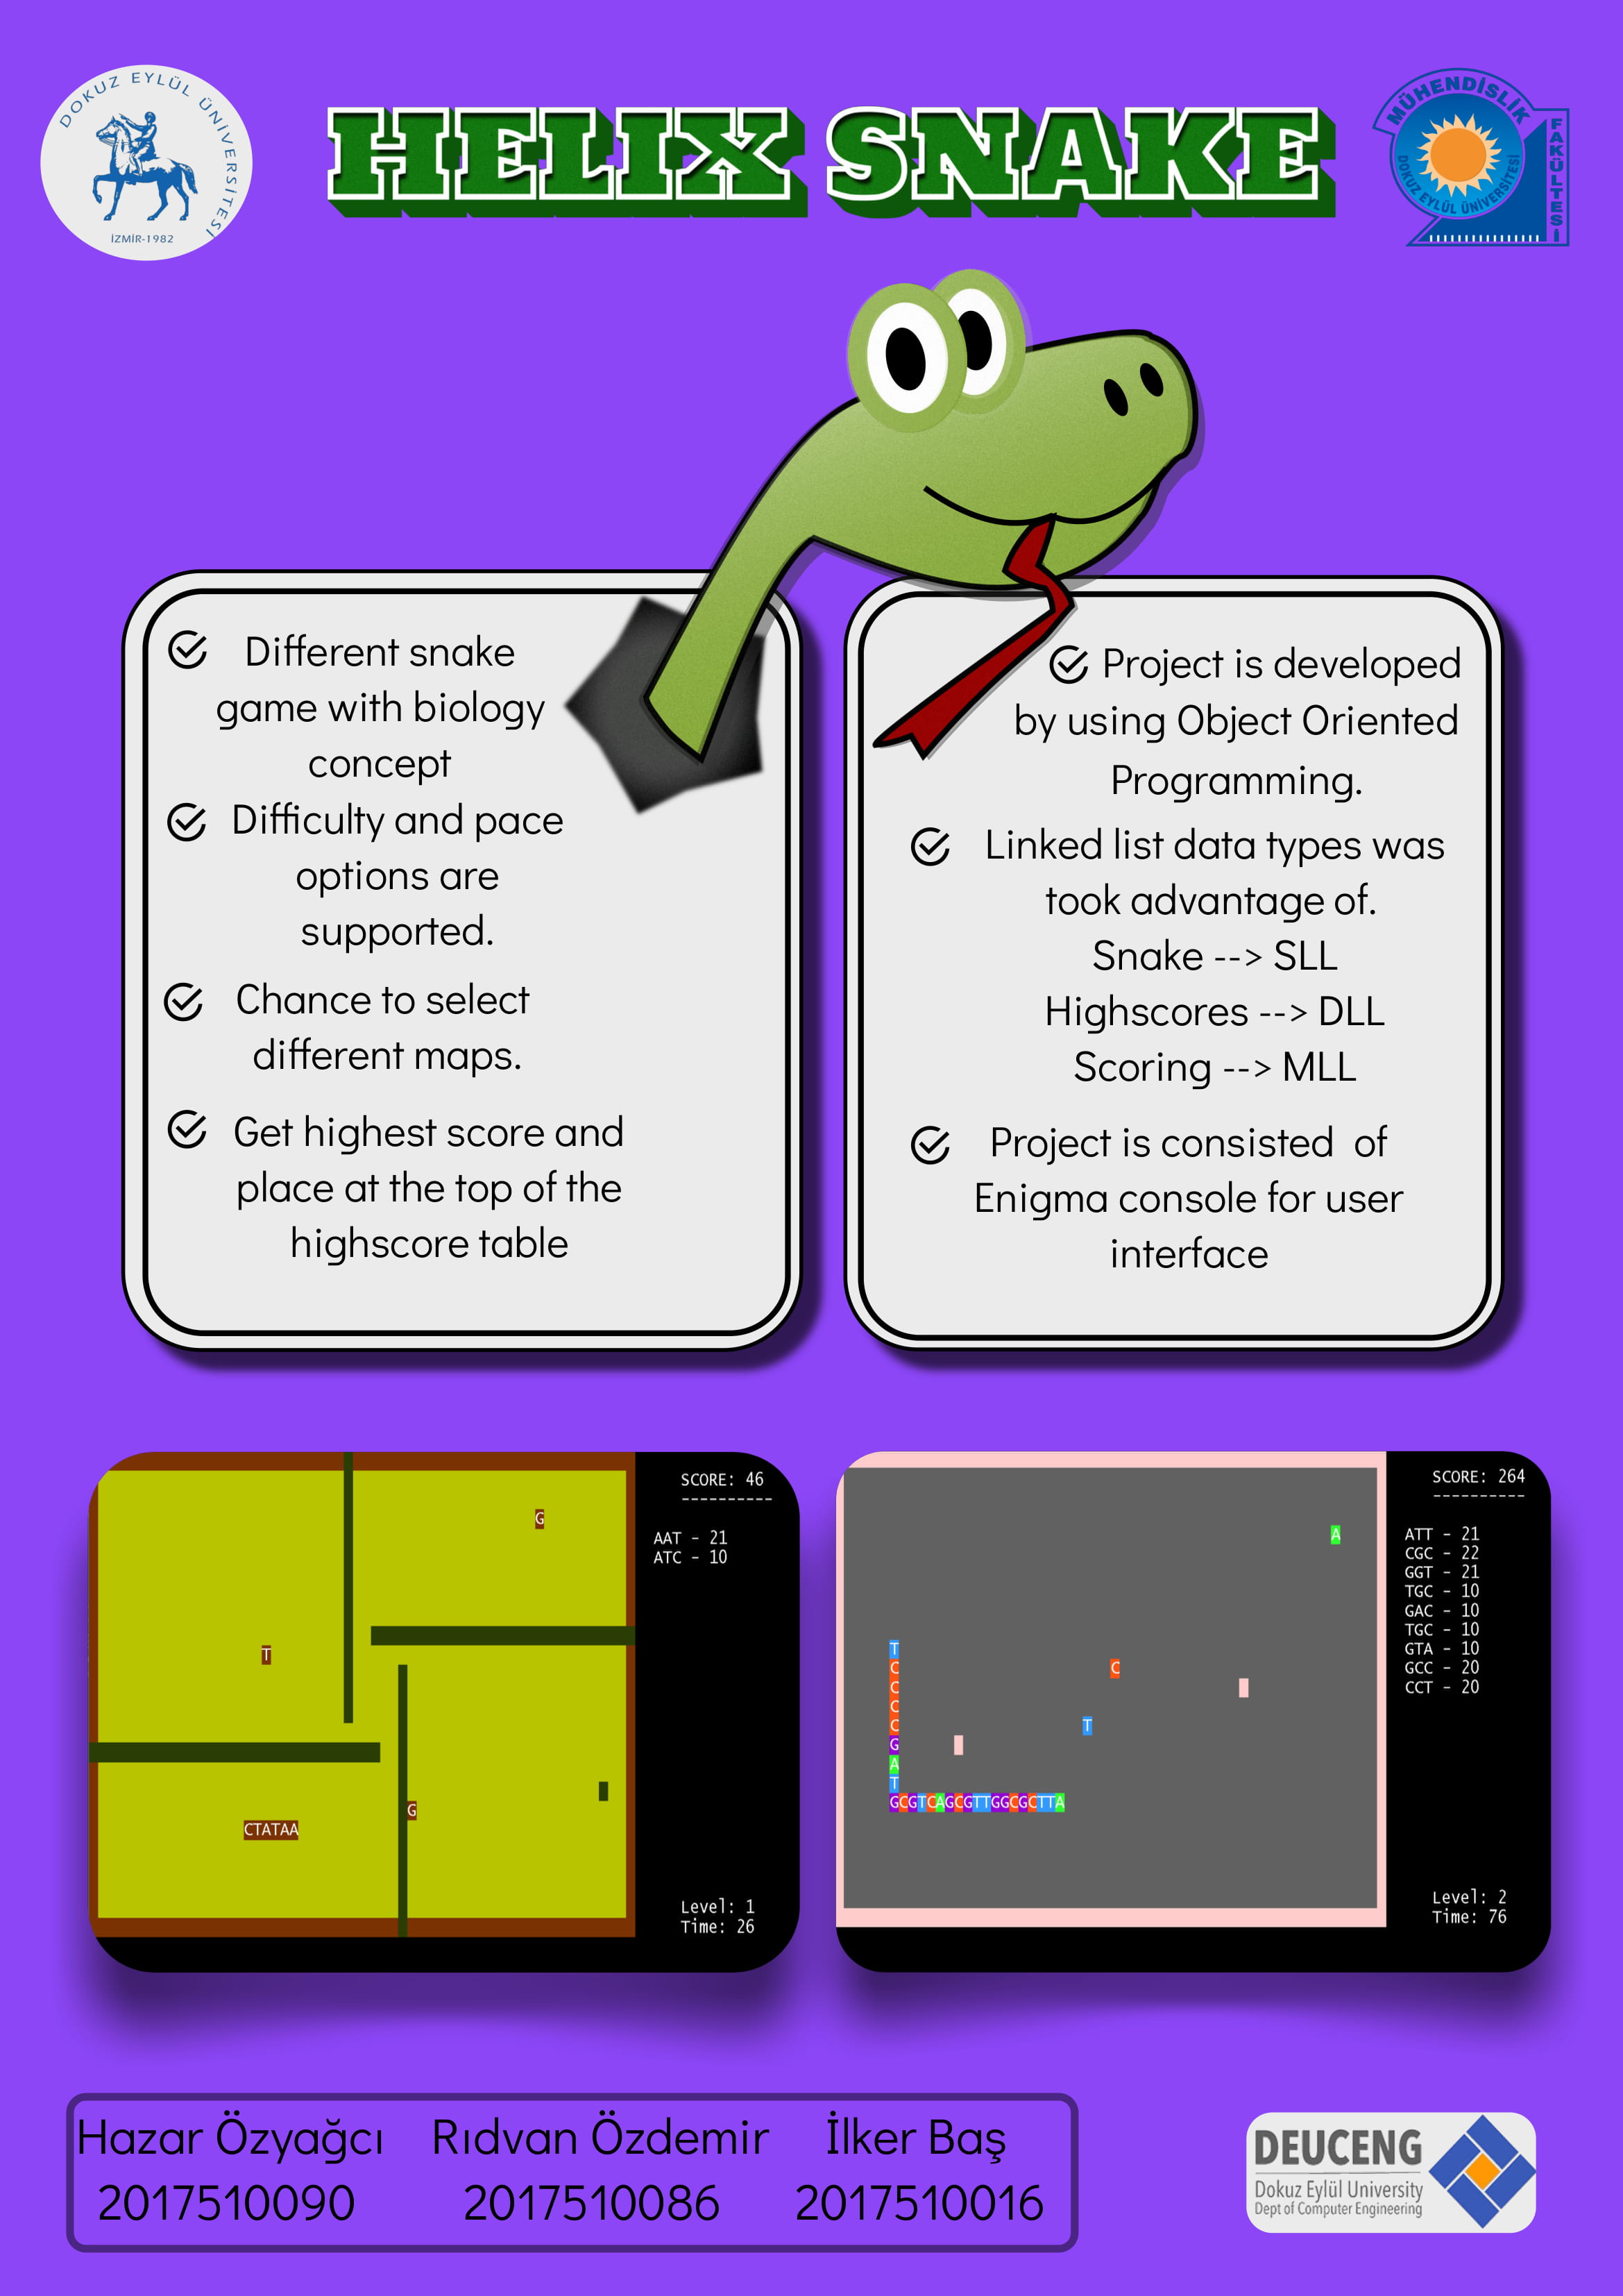 DOKUZ EYLÜL ÜNİVERSİTESİ
İZMİR-1982
HELIX SNAKE
MÜHENDİSLİK
FAKÜLTESİ
DOKUZ EYLÜL ÜNİVERSİTESİ
Different snake
game with biology
concept
Difficulty and pace
options are
supported.
Chance to select
different maps.
Get highest score and
place at the top of the
highscore table
Project is developed
by using Object Oriented
Programming.
Linked list data types was
took advantage of.
Snake --> SLL
Highscores --> DLL
Scoring --> MLL
Project is consisted of
Enigma console for user
interface
SCORE: 46
----------
AAT - 21
ATC - 10
G
T
G
CTATAA
Level: 1
Time: 26
SCORE: 264
----------
ATT - 21
CGC - 22
GGT - 21
TGC - 10
GAC - 10
TGC - 10
GTA - 10
GCC - 20
CCT - 20
A
T
C
C
C
C
G
A
T
GCGTCAGCGTTGGCGCTTA
C
T
Level: 2
Time: 76
Hazar Özyağcı
2017510090
Rıdvan Özdemir
2017510086
İlker Baş
2017510016
DEUCENG
Dokuz Eylül University
Dept of Computer Engineering